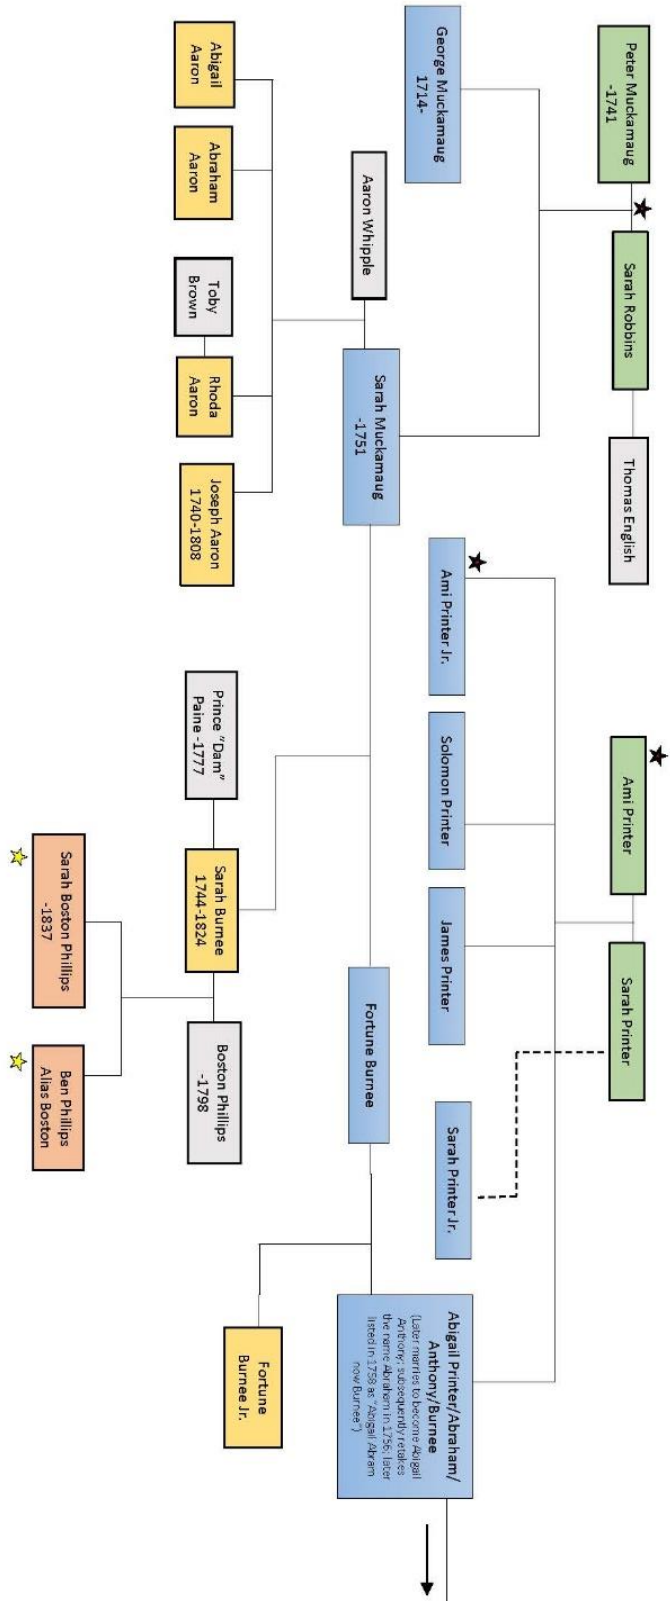 Peter Muckamaug
-1741
Sarah Robbins
Thomas English
Ami Printer
Sarah Printer
George Muckamaug
1714-
Sarah Muckamaug
-1751
Aaron Whipple
Ami Printer Jr.
Solomon Printer
James Printer
Sarah Printer Jr.
Fortune Burnee
Abigail Printer/Abraham/
Anthony/Burnee
(Later marries to become Abigail
Anthony; subsequently retakes
the name Abraham in 1756; later
listed in 1758 as "Abigail Abram
now Burnee")
Abigail
Aaron
Abraham
Aaron
Toby
Brown
Rhoda
Aaron
Joseph Aaron
1740-1808
Prince "Dam"
Paine -1777
Sarah Burnee
1744-1824
Boston Phillips
-1798
Fortune
Burnee Jr.
Sarah Boston Phillips
-1837
Ben Phillips
Alias Boston